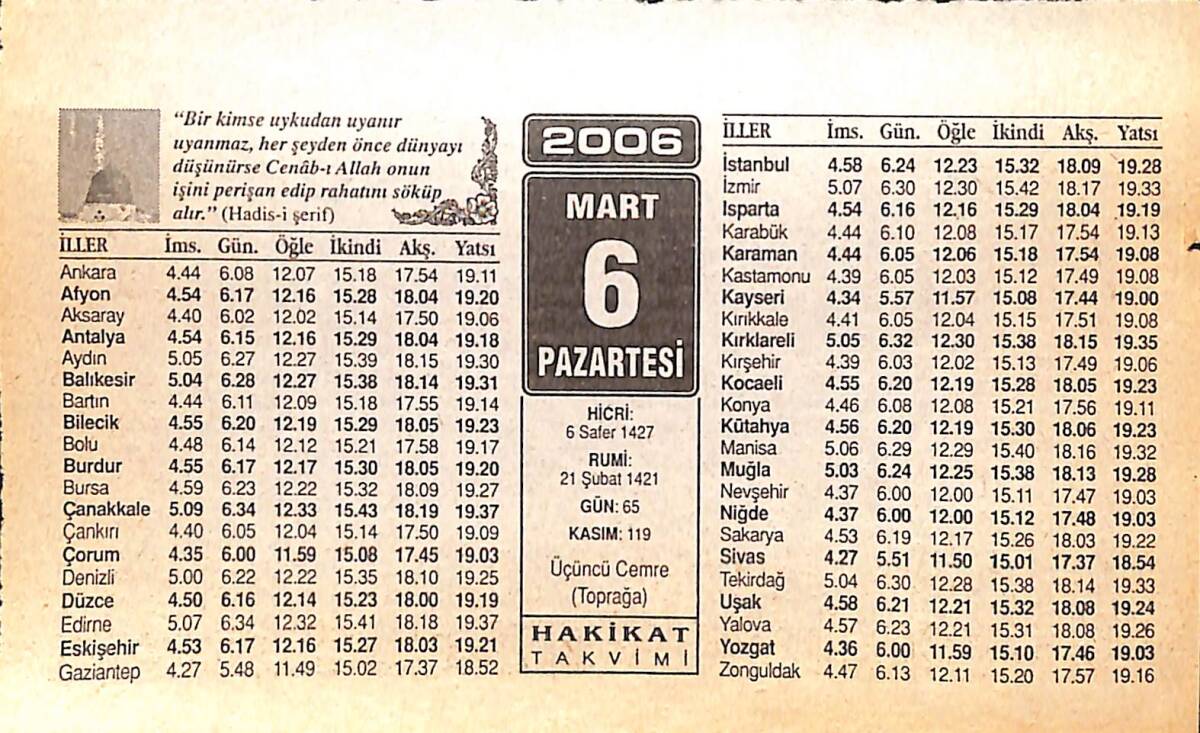 "Bir kimse uykudan uyanır
uyanmaz, her şeyden önce dünyayı
düşünürse Cenâb-ı Allah onun
işini perişan edip rahatını söküp
alır." (Hadis-i şerif)
İLLER İms. Gün. Öğle İkindi Akş. Yatsı
Ankara 4.44 6.08 12.07 15.18 17.54 19.11
Afyon 4.54 6.17 12.16 15.28 18.04 19.20
Aksaray 4.40 6.02 12.02 15.14 17.50 19.06
Antalya 4.54 6.15 12.16 15.29 18.04 19.18
Aydın 5.05 6.27 12.27 15.39 18.15 19.30
Balıkesir 5.04 6.28 12.27 15.38 18.14 19.31
Bartın 4.44 6.11 12.09 15.18 17.55 19.14
Bilecik 4.55 6.20 12.19 15.29 18.05 19.23
Bolu 4.48 6.14 12.12 15.21 17.58 19.17
Burdur 4.55 6.17 12.17 15.30 18.05 19.20
Bursa 4.59 6.23 12.22 15.32 18.09 19.27
Çanakkale 5.09 6.34 12.33 15.43 18.19 19.37
Çankırı 4.40 6.05 12.04 15.14 17.50 19.09
Çorum 4.35 6.00 11.59 15.08 17.45 19.03
Denizli 5.00 6.22 12.22 15.35 18.10 19.25
Düzce 4.50 6.16 12.14 15.23 18.00 19.19
Edirne 5.07 6.34 12.32 15.41 18.18 19.37
Eskişehir 4.53 6.17 12.16 15.27 18.03 19.21
Gaziantep 4.27 5.48 11.49 15.02 17.37 18.52
2006
MART
6
PAZARTESİ
HİCRİ:
6 Safer 1427
RUMİ:
21 Şubat 1421
GÜN: 65
KASIM: 119
Üçüncü Cemre
(Toprağa)
HAKİKAT
TAKVİMİ
İLLER İms. Gün. Öğle İkindi Akş. Yatsı
İstanbul 4.58 6.24 12.23 15.32 18.09 19.28
İzmir 5.07 6.30 12.30 15.42 18.17 19.33
Isparta 4.54 6.16 12.16 15.29 18.04 19.19
Karabük 4.44 6.10 12.08 15.17 17.54 19.13
Karaman 4.44 6.05 12.06 15.18 17.54 19.08
Kastamonu 4.39 6.05 12.03 15.12 17.49 19.08
Kayseri 4.34 5.57 11.57 15.08 17.44 19.00
Kırıkkale 4.41 6.05 12.04 15.15 17.51 19.08
Kırklareli 5.05 6.32 12.30 15.38 18.15 19.35
Kırşehir 4.39 6.03 12.02 15.13 17.49 19.06
Kocaeli 4.55 6.20 12.19 15.28 18.05 19.23
Konya 4.46 6.08 12.08 15.21 17.56 19.11
Kütahya 4.56 6.20 12.19 15.30 18.06 19.23
Manisa 5.06 6.29 12.29 15.40 18.16 19.32
Muğla 5.03 6.24 12.25 15.38 18.13 19.28
Nevşehir 4.37 6.00 12.00 15.11 17.47 19.03
Niğde 4.37 6.00 12.00 15.12 17.48 19.03
Sakarya 4.53 6.19 12.17 15.26 18.03 19.22
Sivas 4.27 5.51 11.50 15.01 17.37 18.54
Tekirdağ 5.04 6.30 12.28 15.38 18.14 19.33
Uşak 4.58 6.21 12.21 15.32 18.08 19.24
Yalova 4.57 6.23 12.21 15.31 18.08 19.26
Yozgat 4.36 6.00 11.59 15.10 17.46 19.03
Zonguldak 4.47 6.13 12.11 15.20 17.57 19.16